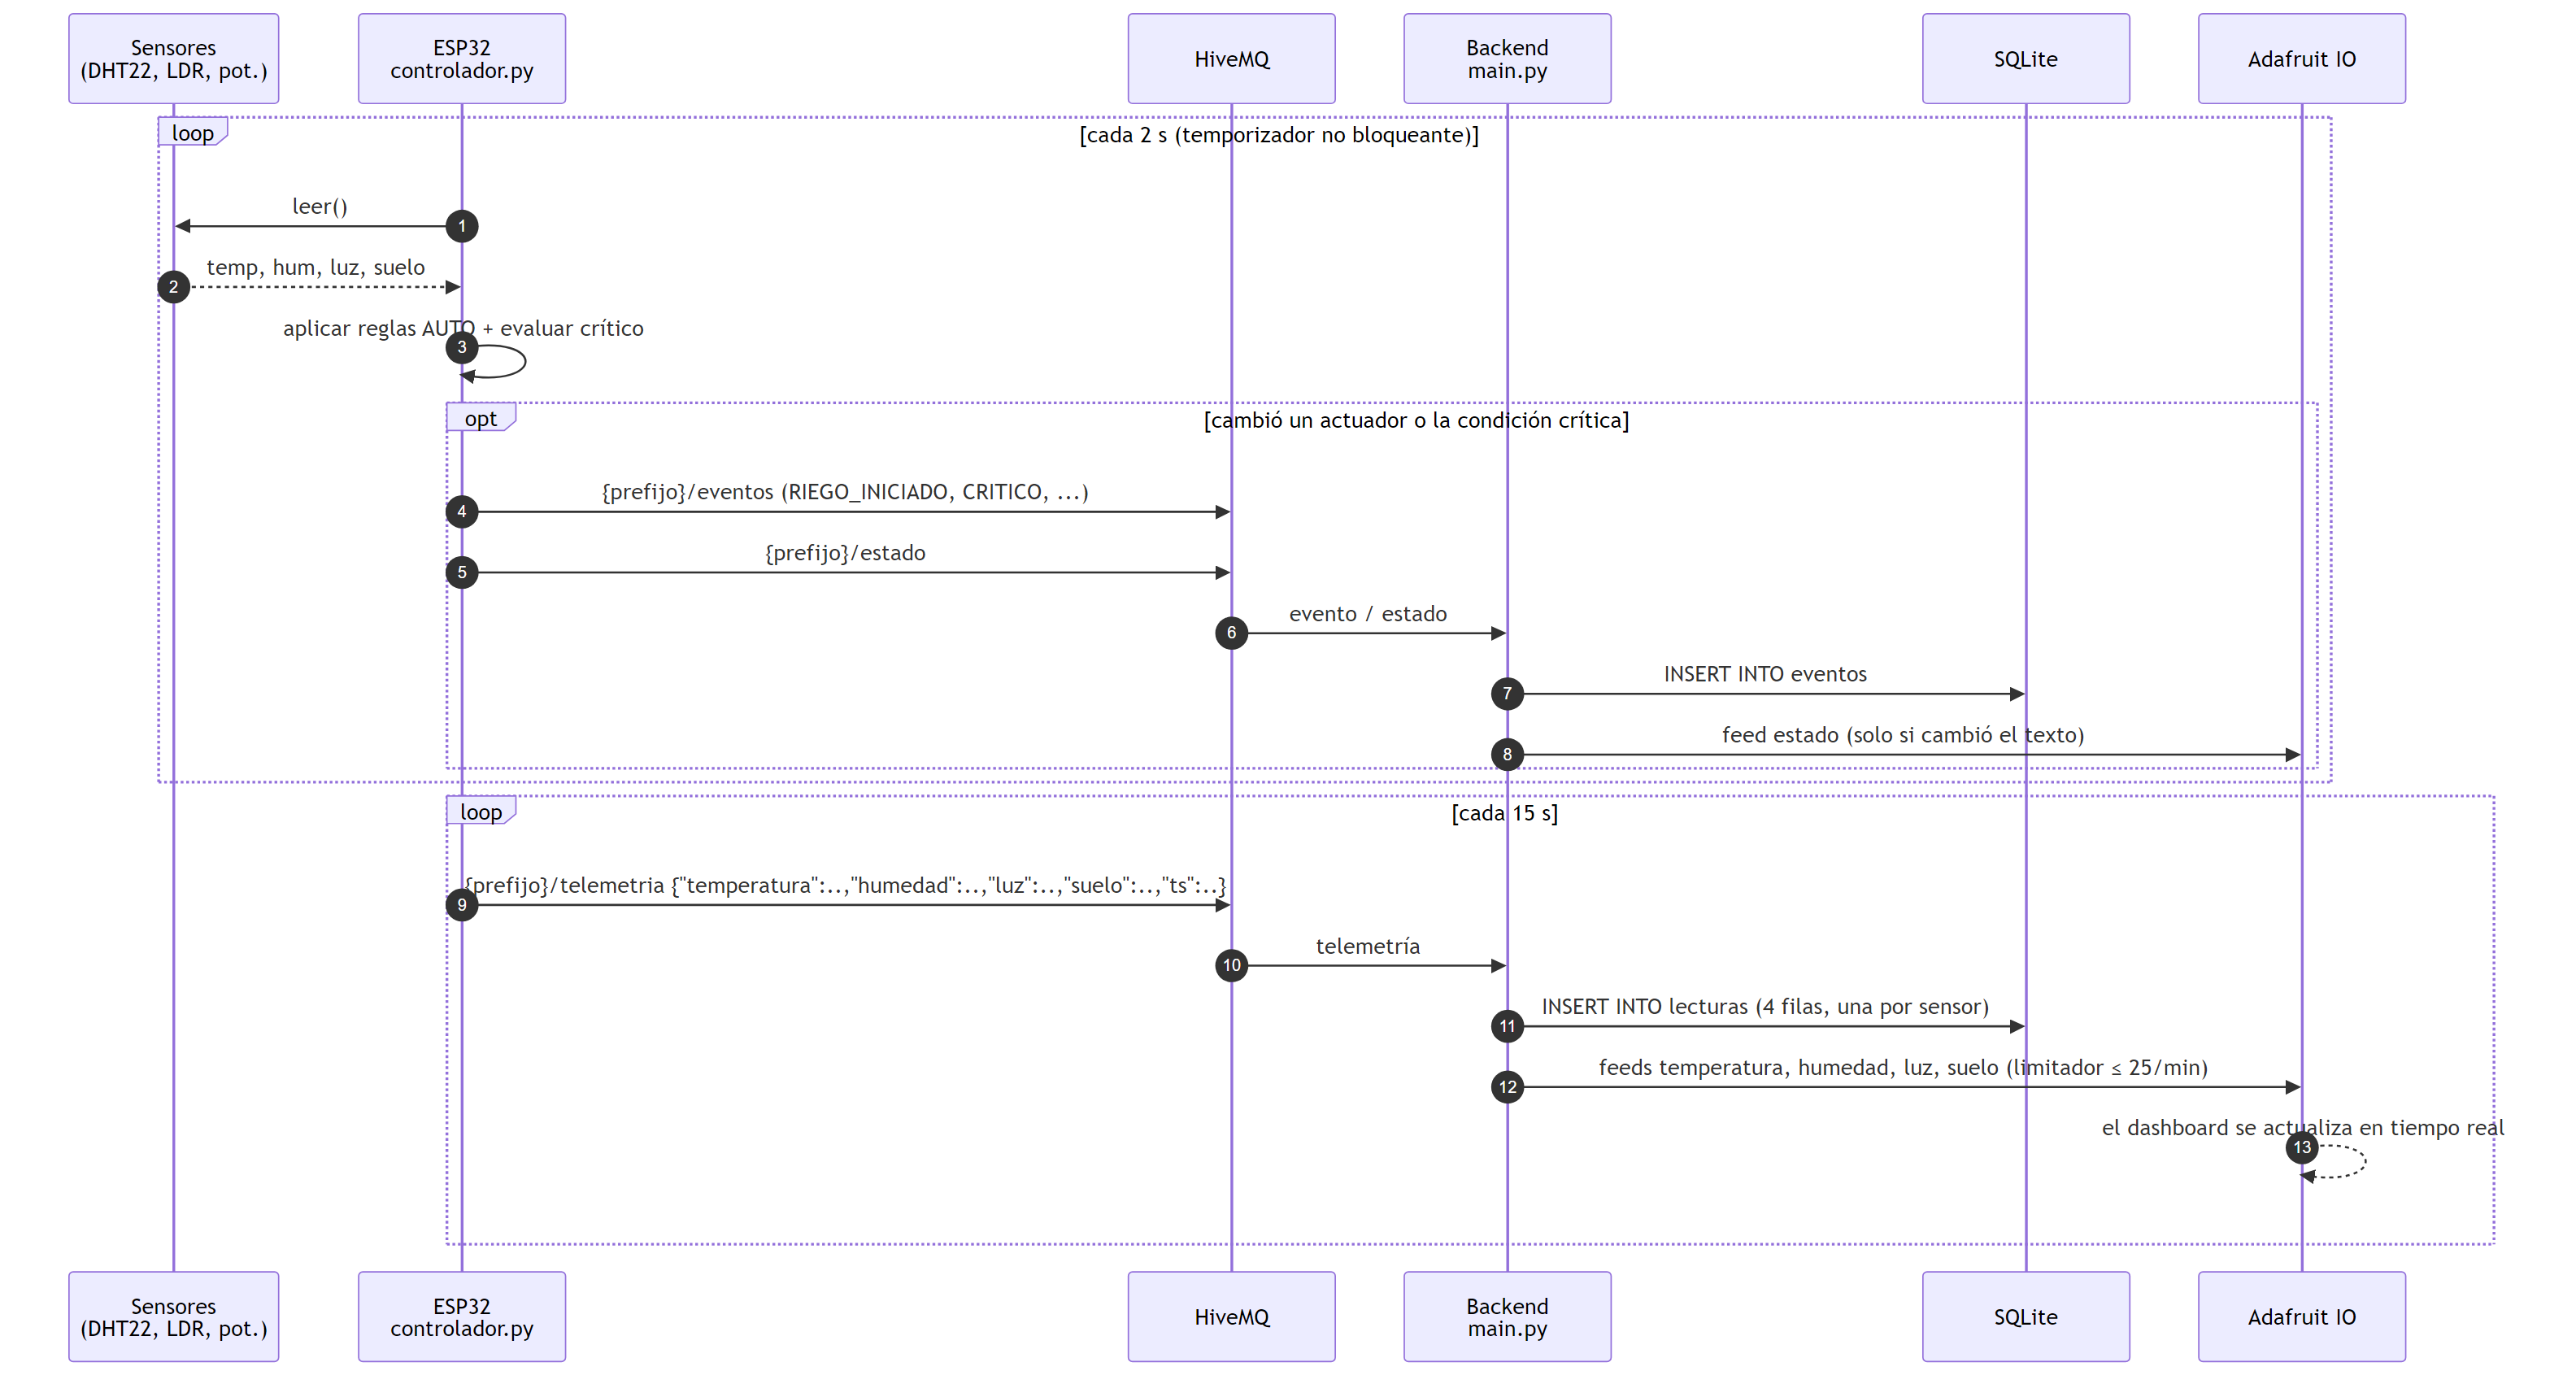 Sensores
(DHT22, LDR, pot.)
ESP32
controlador.py
HiveMQ
Backend
main.py
SQLite
Adafruit IO
loop
[cada 2 s (temporizador no bloqueante)]
leer()
1
temp, hum, luz, suelo
2
aplicar reglas AUTO + evaluar crítico
3
opt
[cambió un actuador o la condición crítica]
{prefijo}/eventos (RIEGO_INICIADO, CRITICO, ...)
4
{prefijo}/estado
5
evento / estado
6
INSERT INTO eventos
7
feed estado (solo si cambió el texto)
8
loop
[cada 15 s]
{prefijo}/telemetria {"temperatura":..,"humedad":..,"luz":..,"suelo":..,"ts":..}
9
telemetría
10
INSERT INTO lecturas (4 filas, una por sensor)
11
feeds temperatura, humedad, luz, suelo (limitador ≤ 25/min)
12
el dashboard se actualiza en tiempo real
13
Sensores
(DHT22, LDR, pot.)
ESP32
controlador.py
HiveMQ
Backend
main.py
SQLite
Adafruit IO